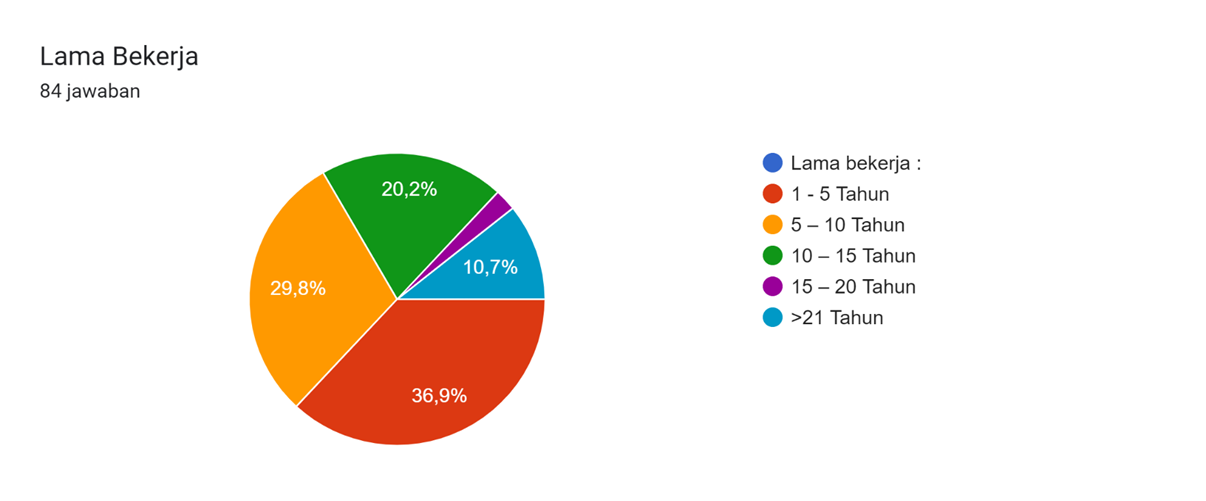 Lama Bekerja
84 jawaban
20,2%
10,7%
29,8%
36,9%
Lama bekerja :
1 - 5 Tahun
5 – 10 Tahun
10 – 15 Tahun
15 – 20 Tahun
>21 Tahun